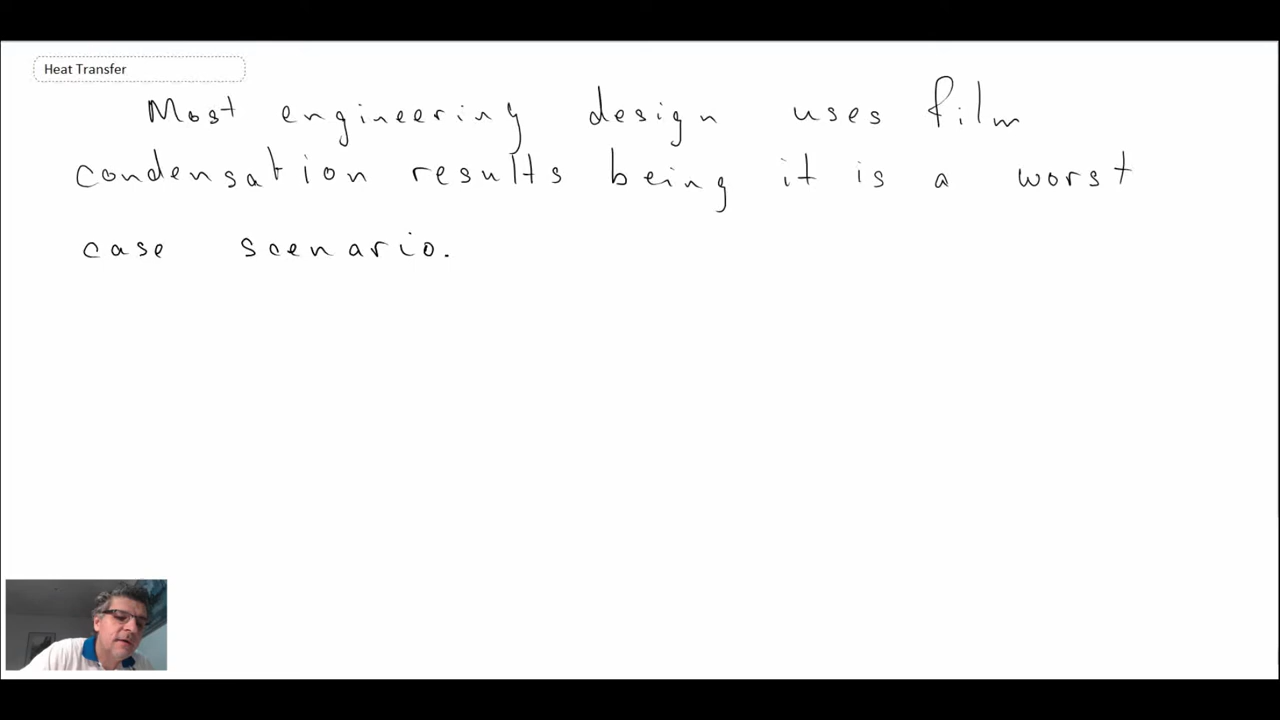 Heat Transfer
Most engineering design uses film
condensation results being it is a worst
case scenario.